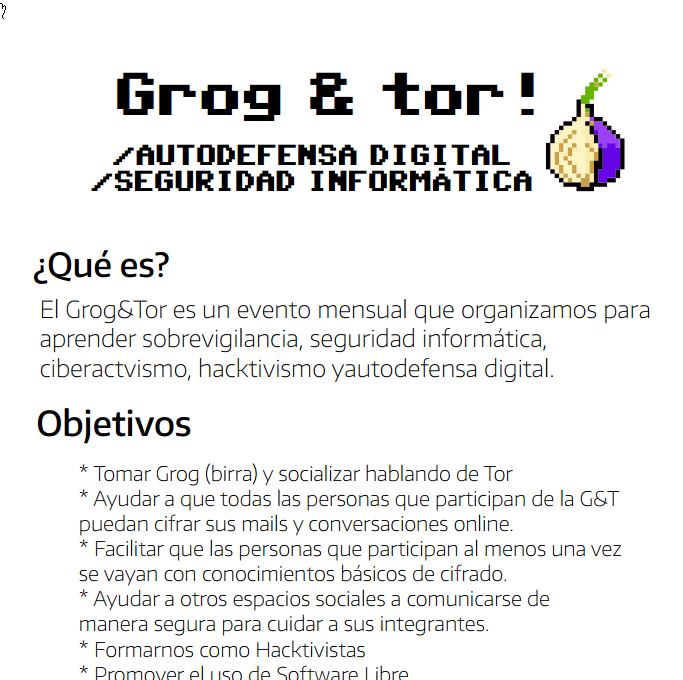 Grog & tor!
/AUTODEFENSA DIGITAL
/SEGURIDAD INFORMÀTICA
¿Qué es?
El Grog&Tor es un evento mensual que organizamos para
aprender sobrevigilancia, seguridad informática,
ciberactvismo, hacktivismo yautodefensa digital.
Objetivos
* Tomar Grog (birra) y socializar hablando de Tor
* Ayudar a que todas las personas que participan de la G&T
puedan cifrar sus mails y conversaciones online.
* Facilitar que las personas que participan al menos una vez
se vayan con conocimientos básicos de cifrado.
* Ayudar a otros espacios sociales a comunicarse de
manera segura para cuidar a sus integrantes.
* Formarnos como Hacktivistas
* Promover el uso de Software Libre